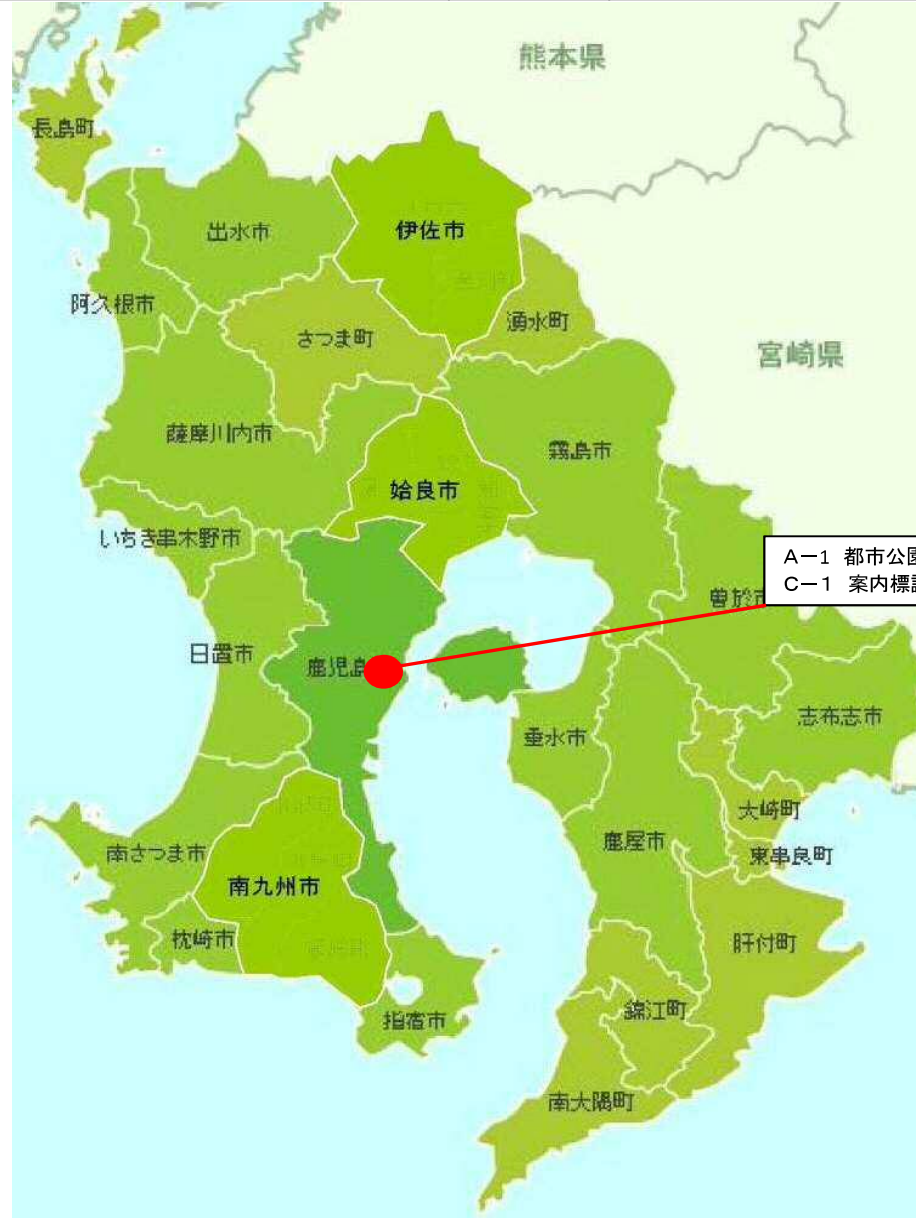 熊本県
長島町
出水市
伊佐市
阿久根市
さつま町
湧水町
宮崎県
薩摩川内市
霧島市
姶良市
いちき串木野市
A－1 都市公園
C－1 案内標識
曽於市
日置市
鹿児島
垂水市
志布志市
大崎町
鹿屋市
東串良町
南さつま市
南九州市
枕崎市
肝付町
錦江町
指宿市
南大隅町